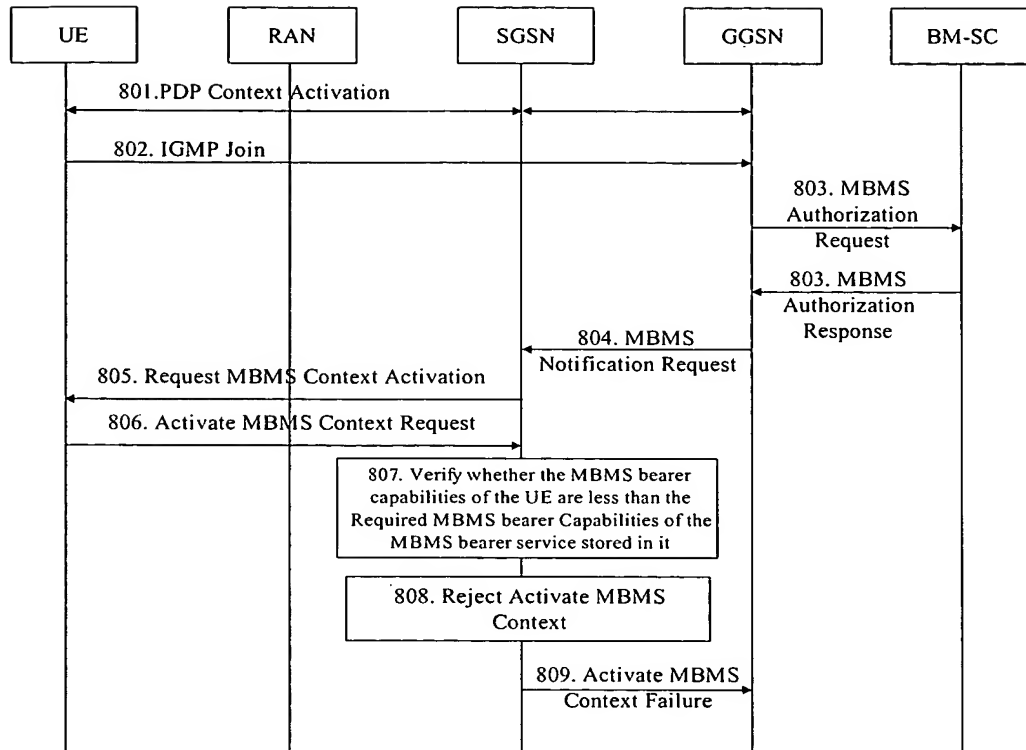 UE
RAN
SGSN
GGSN
BM-SC
801.PDP Context Activation
802. IGMP Join
803. MBMS
Authorization
Request
803. MBMS
Authorization
Response
804. MBMS
Notification Request
805. Request MBMS Context Activation
806. Activate MBMS Context Request
807. Verify whether the MBMS bearer
capabilities of the UE are less than the
Required MBMS bearer Capabilities of the
MBMS bearer service stored in it
808. Reject Activate MBMS
Context
809. Activate MBMS
Context Failure